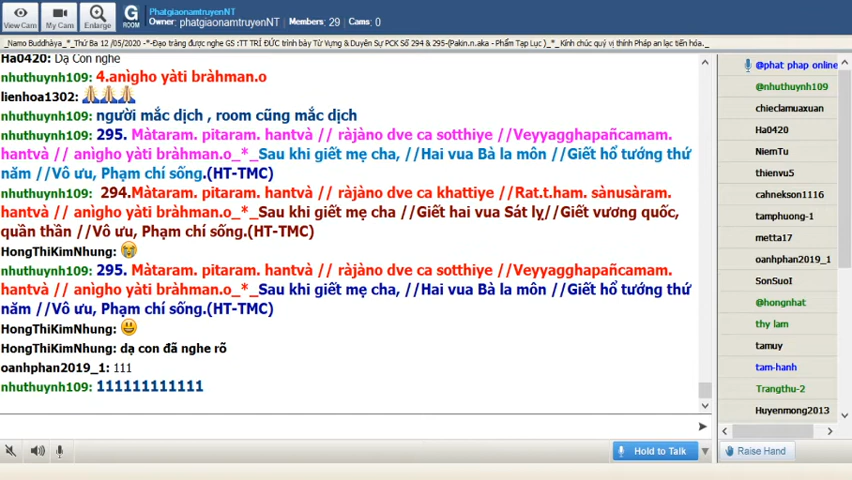 PhatgiaonamtruyenNT
Owner: phatgiaonamtruyenNT Members: 29 Cams: 0
View Cam
My Cam
Enlarge
G
ROOM
_Namo Buddhàya_*_Thứ Ba 12 /05/2020 -*-Đạo tràng được nghe GS :TT TRÍ ĐỨC trình bày Từ Vựng & Duyên Sự PCK Số 294 & 295-(Pakin.n.aka - Phẩm Tạp Lục )_*_Kính chúc quý vị thính Pháp an lạc tiến hóa._
Ha0420: Dạ Con nghe
nhuthuynh109: 4.anìgho yàti bràhman.o
lienhoa1302:
nhuthuynh109: người mắc dịch , room cũng mắc dịch
nhuthuynh109: 295. Màtaram. pitaram. hantvà // ràjàno dve ca sotthiye //Veyyagghapañcamam.
hantvà // anìgho yàti bràhman.o_*_Sau khi giết mẹ cha, //Hai vua Bà la môn //Giết hổ tướng thứ
năm //Vô ưu, Phạm chí sống.(HT-TMC)
nhuthuynh109: 294.Màtaram. pitaram. hantvà // ràjàno dve ca khattiye //Rat.t.ham. sànusàram.
hantvà // anìgho yàti bràhman.o_*_Sau khi giết mẹ cha //Giết hai vua Sát lỵ//Giết vương quốc,
quần thần //Vô ưu, Phạm chí sống.(HT-TMC)
HongThiKimNhung:
nhuthuynh109: 295. Màtaram. pitaram. hantvà // ràjàno dve ca sotthiye //Veyyagghapañcamam.
hantvà // anìgho yàti bràhman.o_*_Sau khi giết mẹ cha, //Hai vua Bà la môn //Giết hổ tướng thứ
năm //Vô ưu, Phạm chí sống.(HT-TMC)
HongThiKimNhung:
HongThiKimNhung: dạ con đã nghe rõ
oanhphan2019_1: 111
nhuthuynh109: 111111111111
Hold to Talk
@phat phap online
@nhuthuynh109
chieclamuaxuan
Ha0420
NiemTu
thienvu5
cahnekson1116
tamphuong-1
metta17
oanhphan2019_1
SonSuoI
@hongnhat
thy lam
tamuy
tam-hanh
Trangthu-2
Huyenmong2013
Raise Hand